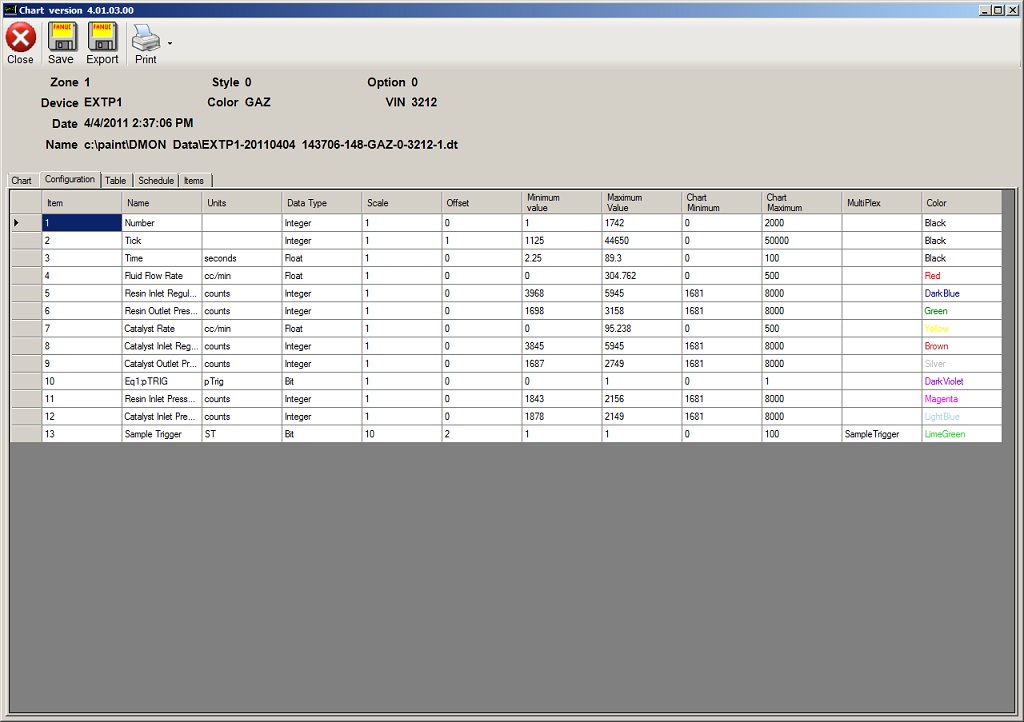 Chart version 4.01.03.00
FANUC FANUC
Close Save Export Print
Zone 1 Style 0 Option 0
Device EXTP1 Color GAZ VIN 3212
Date 4/4/2011 2:37:06 PM
Name c:\paint\DMON Data\EXTP1-20110404 143706-148-GAZ-0-3212-1.dt
Chart Configuration Table Schedule Items
Item Name Units Data Type Scale Offset Minimum value Maximum Value Chart Minimum Chart Maximum MultiPlex Color
1 Number Integer 1 0 1 1742 0 2000 Black
2 Tick Integer 1 1 1125 44650 0 50000 Black
3 Time seconds Float 1 0 2.25 89.3 0 100 Black
4 Fluid Flow Rate cc/min Float 1 0 0 304.762 0 500 Red
5 Resin Inlet Regul... counts Integer 1 0 3968 5945 1681 8000 DarkBlue
6 Resin Outlet Pres... counts Integer 1 0 1698 3158 1681 8000 Green
7 Catalyst Rate cc/min Float 1 0 0 95.238 0 500 Yellow
8 Catalyst Inlet Reg... counts Integer 1 0 3845 5945 1681 8000 Brown
9 Catalyst Outlet Pr... counts Integer 1 0 1687 2749 1681 8000 Silver
10 Eq1:pTRIG pTrig Bit 1 0 0 1 0 1 DarkViolet
11 Resin Inlet Press... counts Integer 1 0 1843 2156 1681 8000 Magenta
12 Catalyst Inlet Pre... counts Integer 1 0 1878 2149 1681 8000 LightBlue
13 Sample Trigger ST Bit 10 2 1 1 0 100 SampleTrigger LimeGreen